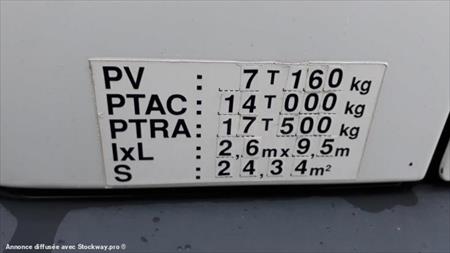 PV : 7 T 160 kg
PTAC : 14 T 000 kg
PTRA : 17 T 500 kg
IxL : 2,6 m x 9,5 m
S : 24,34 m²
Annonce diffusée avec Stockway.pro ®